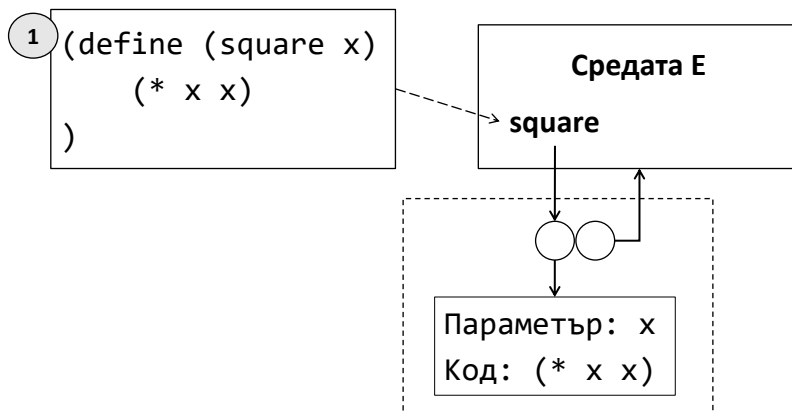 1
(define (square x)
(* x x)
)
Средата E
square
Параметър: x
Код: (* x x)